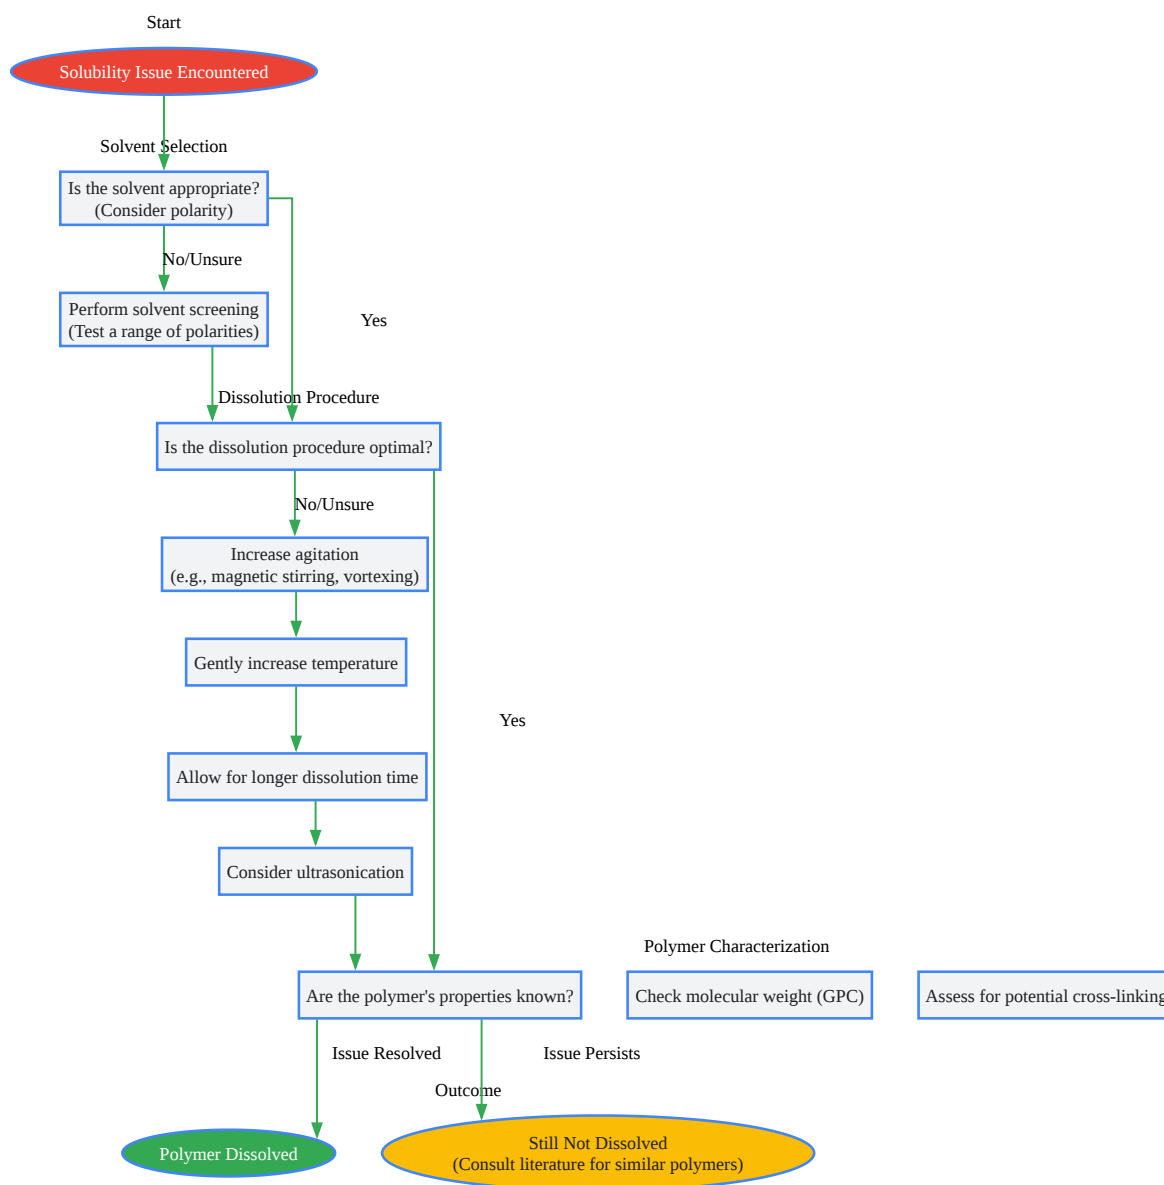 Start
Solubility Issue Encountered
Solvent Selection
Is the solvent appropriate?
(Consider polarity)
No/Unsure
Perform solvent screening
(Test a range of polarities)
Yes
Dissolution Procedure
Is the dissolution procedure optimal?
No/Unsure
Increase agitation
(e.g., magnetic stirring, vortexing)
Gently increase temperature
Yes
Allow for longer dissolution time
Consider ultrasonication
Polymer Characterization
Are the polymer's properties known?
Check molecular weight (GPC)
Assess for potential cross-linking
Issue Resolved
Issue Persists
Outcome
Polymer Dissolved
Still Not Dissolved
(Consult literature for similar polymers)